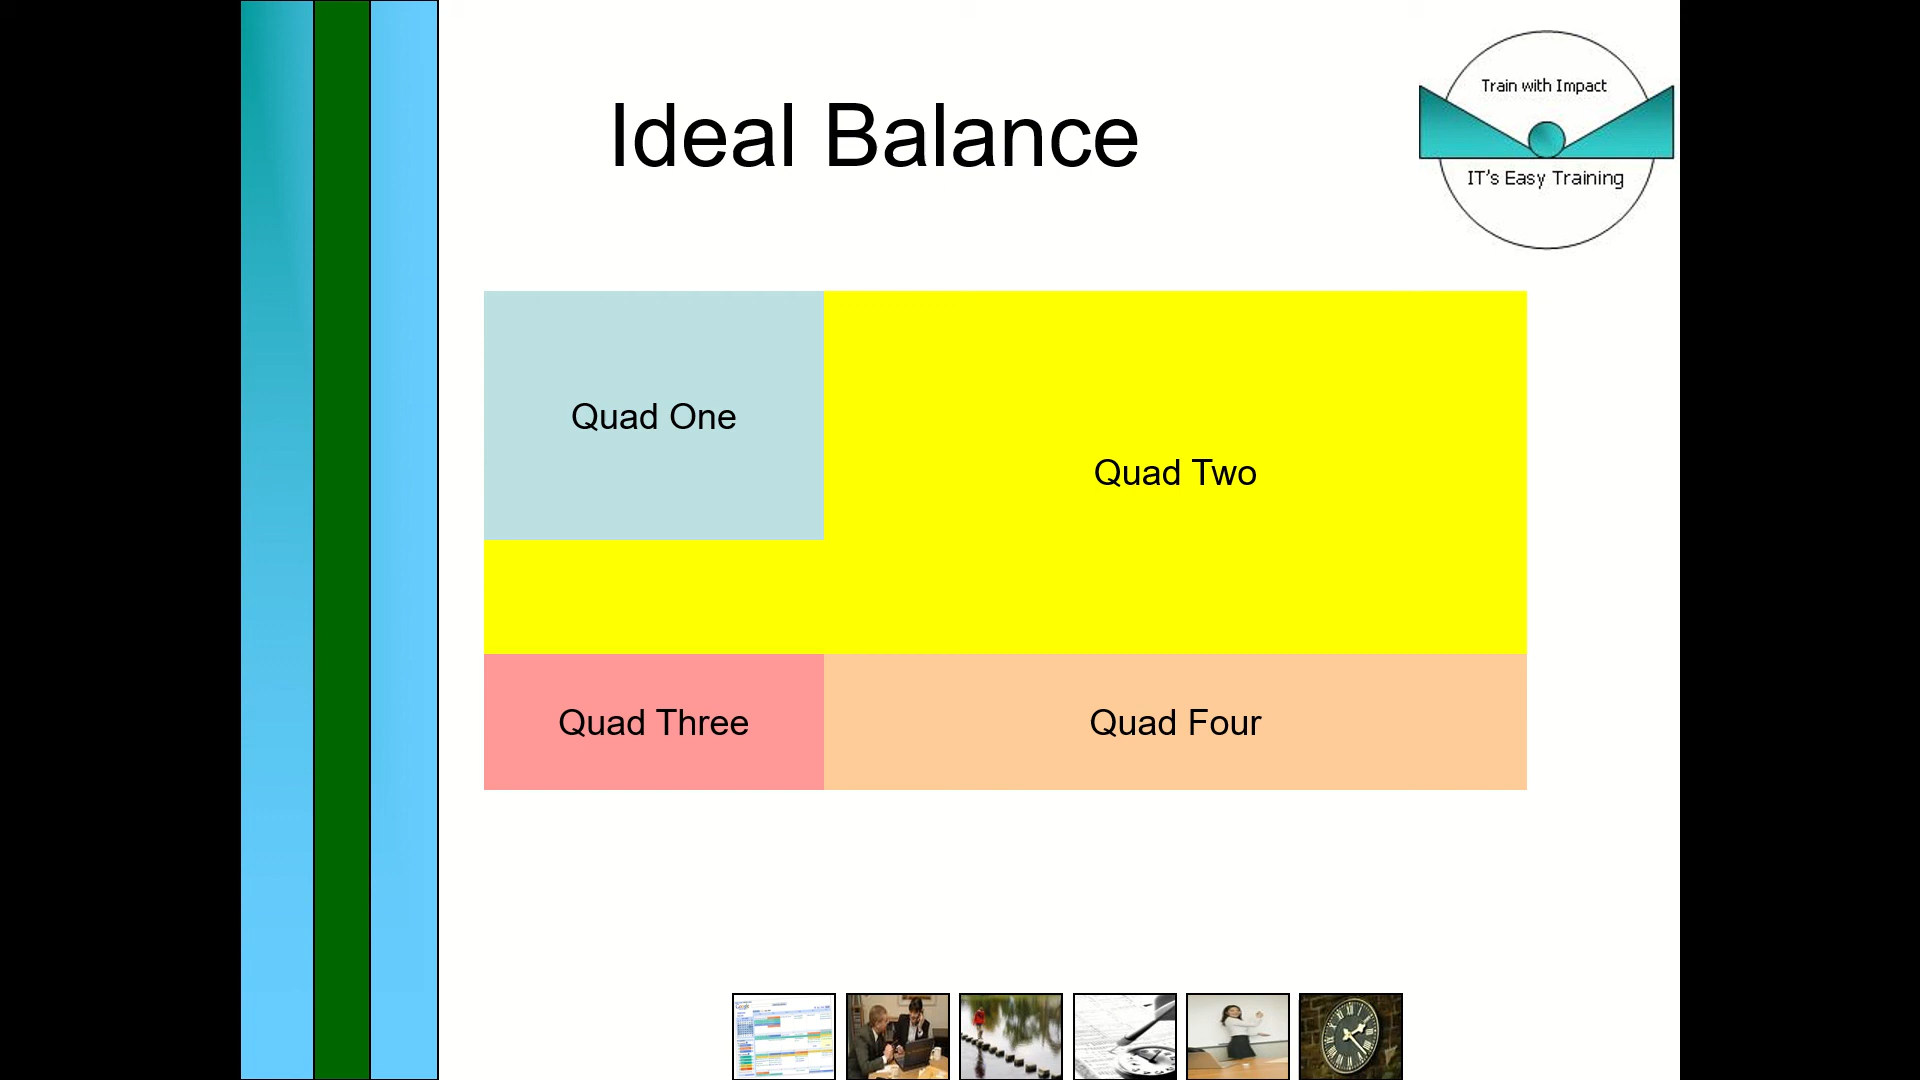 Ideal Balance
Train with Impact
IT's Easy Training
Quad One
Quad Two
Quad Three
Quad Four